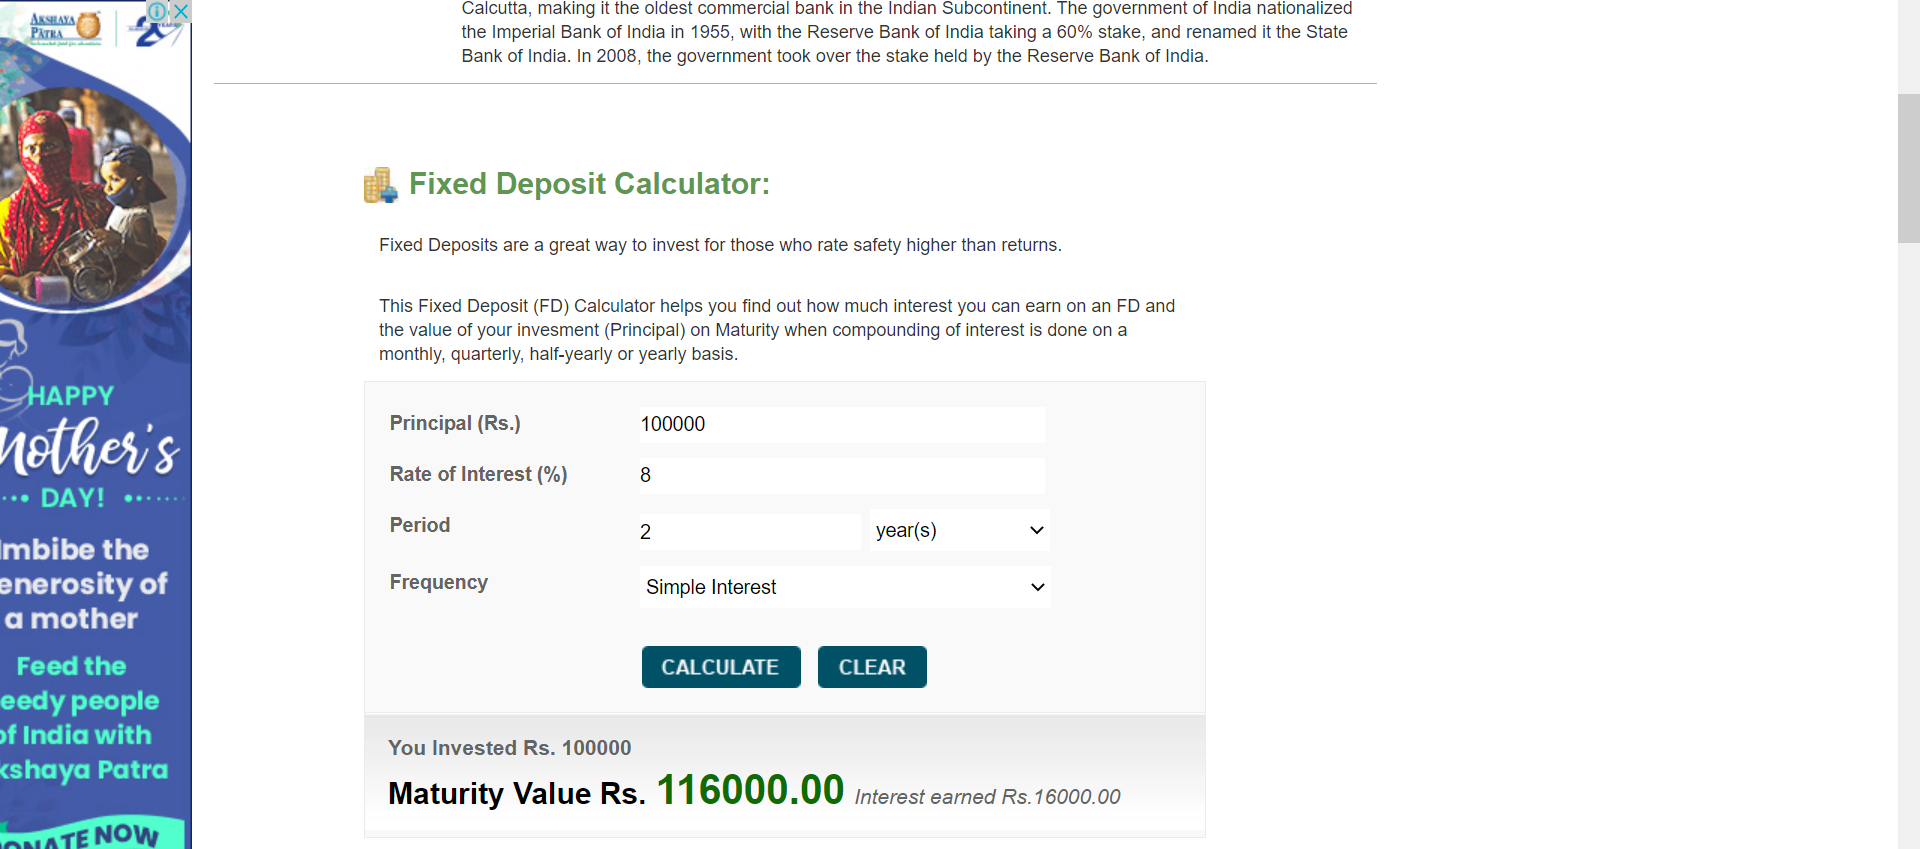 AKSHAYA
PATRA
Calcutta, making it the oldest commercial bank in the Indian Subcontinent. The government of India nationalized
the Imperial Bank of India in 1955, with the Reserve Bank of India taking a 60% stake, and renamed it the State
Bank of India. In 2008, the government took over the stake held by the Reserve Bank of India.
Fixed Deposit Calculator:
Fixed Deposits are a great way to invest for those who rate safety higher than returns.
This Fixed Deposit (FD) Calculator helps you find out how much interest you can earn on an FD and
the value of your invesment (Principal) on Maturity when compounding of interest is done on a
monthly, quarterly, half-yearly or yearly basis.
Principal (Rs.) 100000
Rate of Interest (%) 8
Period 2 year(s)
Frequency Simple Interest
CALCULATE CLEAR
You Invested Rs. 100000
Maturity Value Rs. 116000.00 Interest earned Rs.16000.00
HAPPY
Mother's
DAY!
mbibe the
enerosity of
a mother
Feed the
eedy people
of India with
kshaya Patra
ONATE NOW